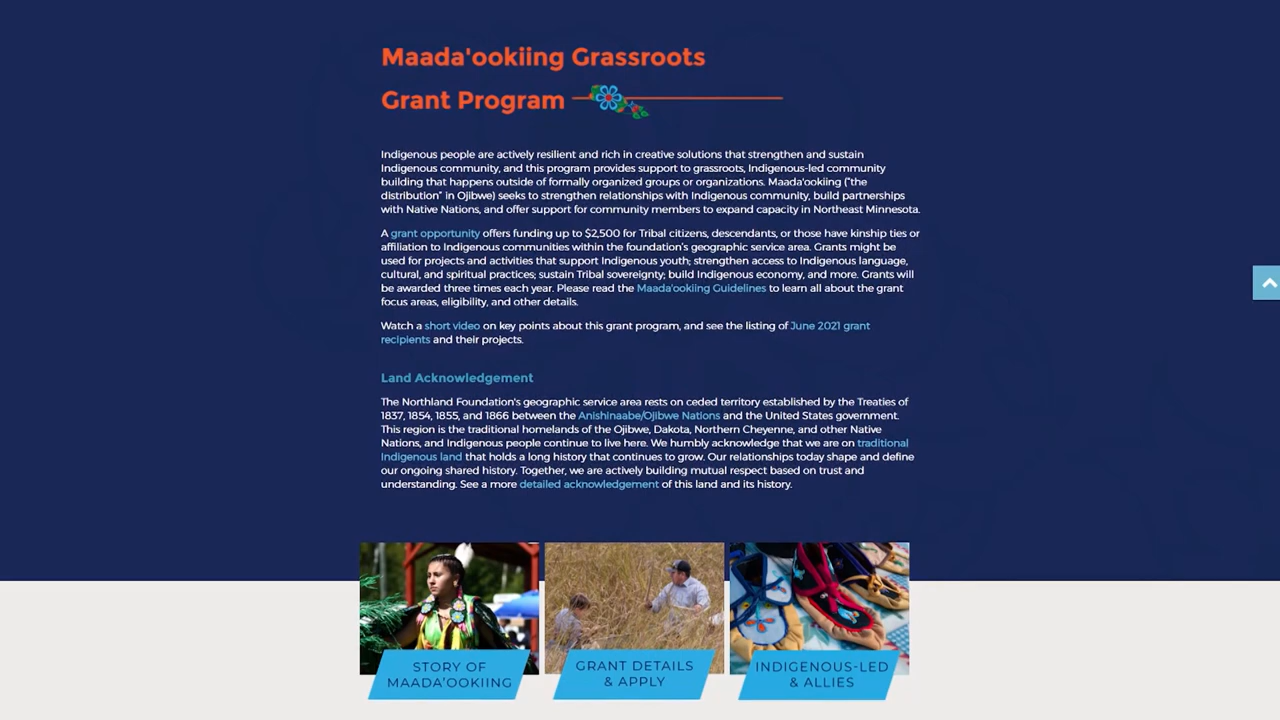 Maada'ookiing Grassroots
Grant Program
Indigenous people are actively resilient and rich in creative solutions that strengthen and sustain
Indigenous community, and this program provides support to grassroots, Indigenous-led community
building that happens outside of formally organized groups or organizations. Maada'ookiing ("the
distribution" in Ojibwe) seeks to strengthen relationships with Indigenous community, build partnerships
with Native Nations, and offer support for community members to expand capacity in Northeast Minnesota.
A grant opportunity offers funding up to $2,500 for Tribal citizens, descendants, or those have kinship ties or
affiliation to Indigenous communities within the foundation's geographic service area. Grants might be
used for projects and activities that support Indigenous youth; strengthen access to Indigenous language,
cultural, and spiritual practices; sustain Tribal sovereignty; build Indigenous economy, and more. Grants will
be awarded three times each year. Please read the Maada'ookiing Guidelines to learn all about the grant
focus areas, eligibility, and other details.
Watch a short video on key points about this grant program, and see the listing of June 2021 grant
recipients and their projects.
Land Acknowledgement
The Northland Foundation's geographic service area rests on ceded territory established by the Treaties of
1837, 1854, 1855, and 1866 between the Anishinaabe/Ojibwe Nations and the United States government.
This region is the traditional homelands of the Ojibwe, Dakota, Northern Cheyenne, and other Native
Nations, and Indigenous people continue to live here. We humbly acknowledge that we are on traditional
Indigenous land that holds a long history that continues to grow. Our relationships today shape and define
our ongoing shared history. Together, we are actively building mutual respect based on trust and
understanding. See a more detailed acknowledgement of this land and its history.
STORY OF
MAADA'OOKIING
GRANT DETAILS
& APPLY
INDIGENOUS-LED
& ALLIES